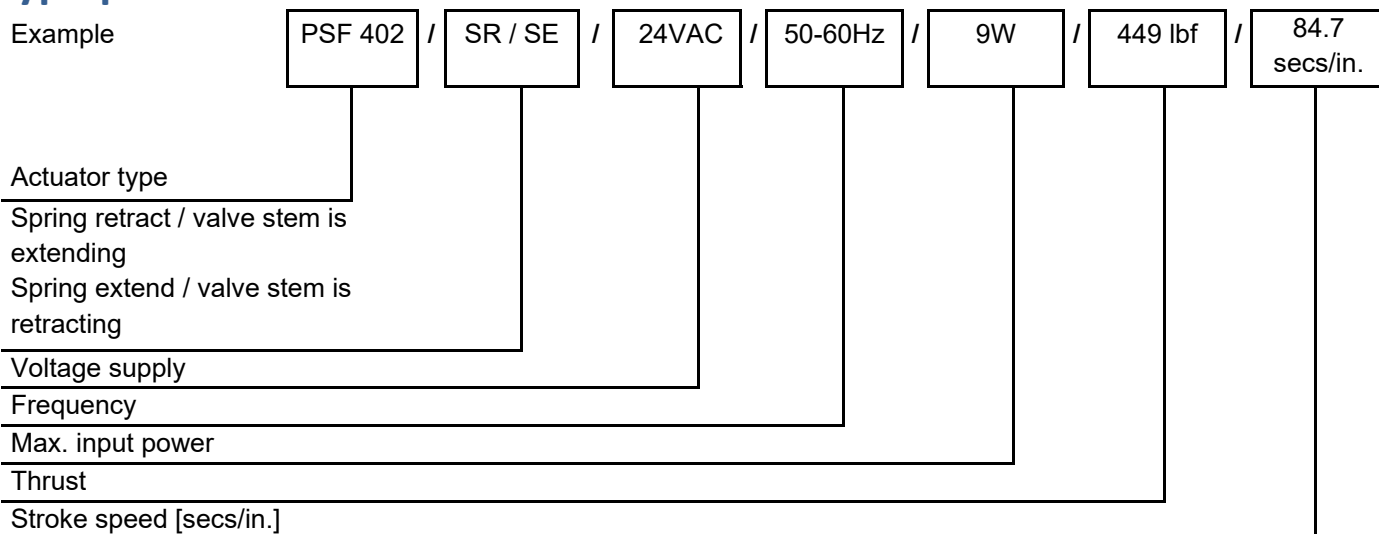 Example PSF 402 / SR / SE / 24VAC / 50-60Hz / 9W / 449 lbf / 84.7
secs/in.
Actuator type
Spring retract / valve stem is
extending
Spring extend / valve stem is
retracting
Voltage supply
Frequency
Max. input power
Thrust
Stroke speed [secs/in.]